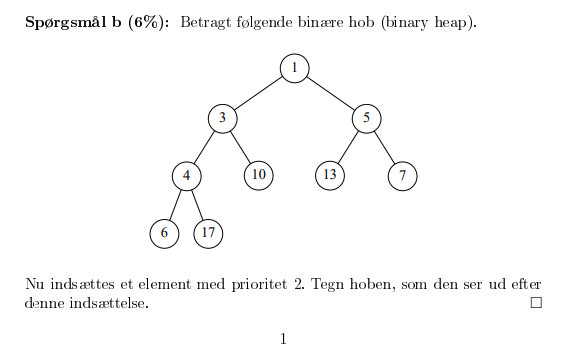 Spørgsmål b (6%): Betragt følgende binære hob (binary heap).
1
3 5
4 10 13 7
6 17
Nu indsættes et element med prioritet 2. Tegn hoben, som den ser ud efter
denne indsættelse.
1